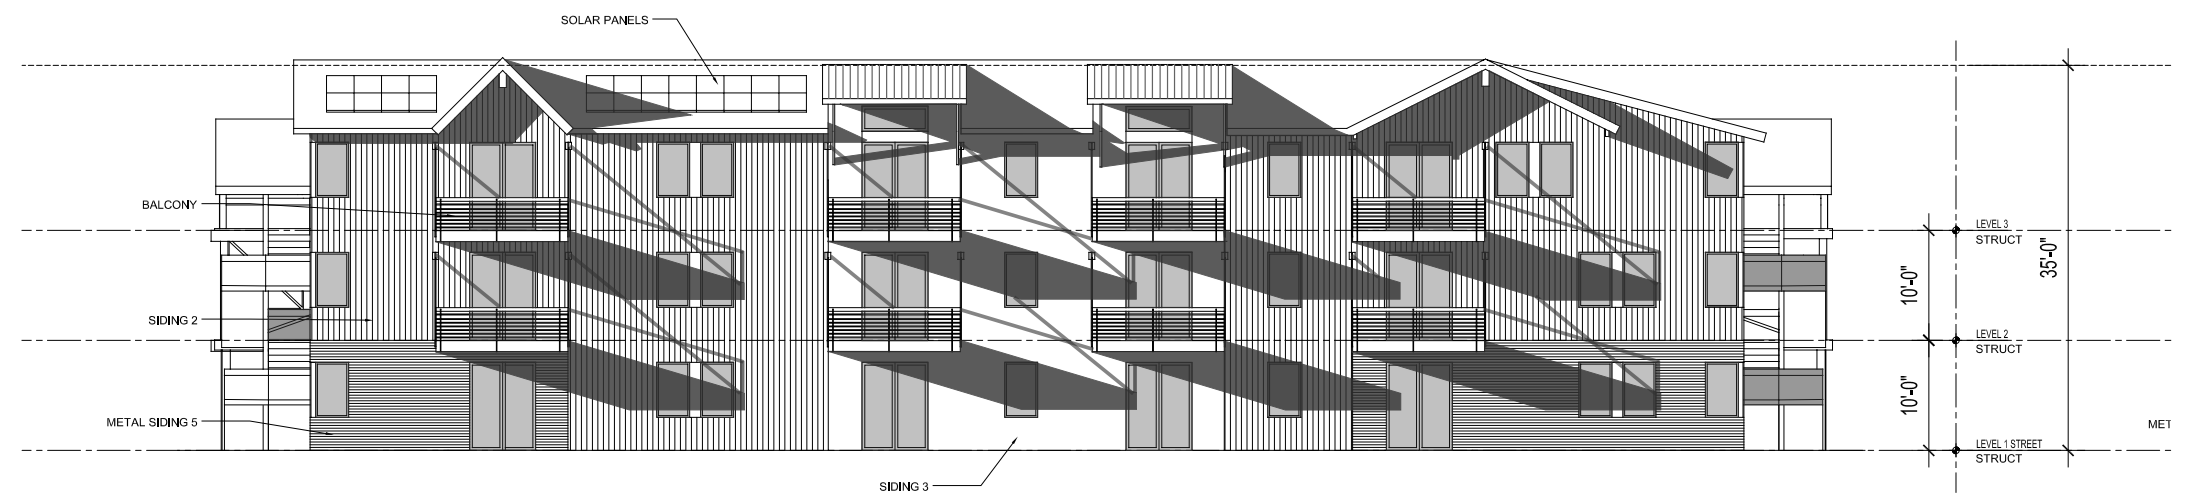 SOLAR PANELS
BALCONY
LEVEL 3
STRUCT
35'-0"
10'-0"
SIDING 2
LEVEL 2
STRUCT
10'-0"
METAL SIDING 5
MET
LEVEL 1 STREET
STRUCT
SIDING 3